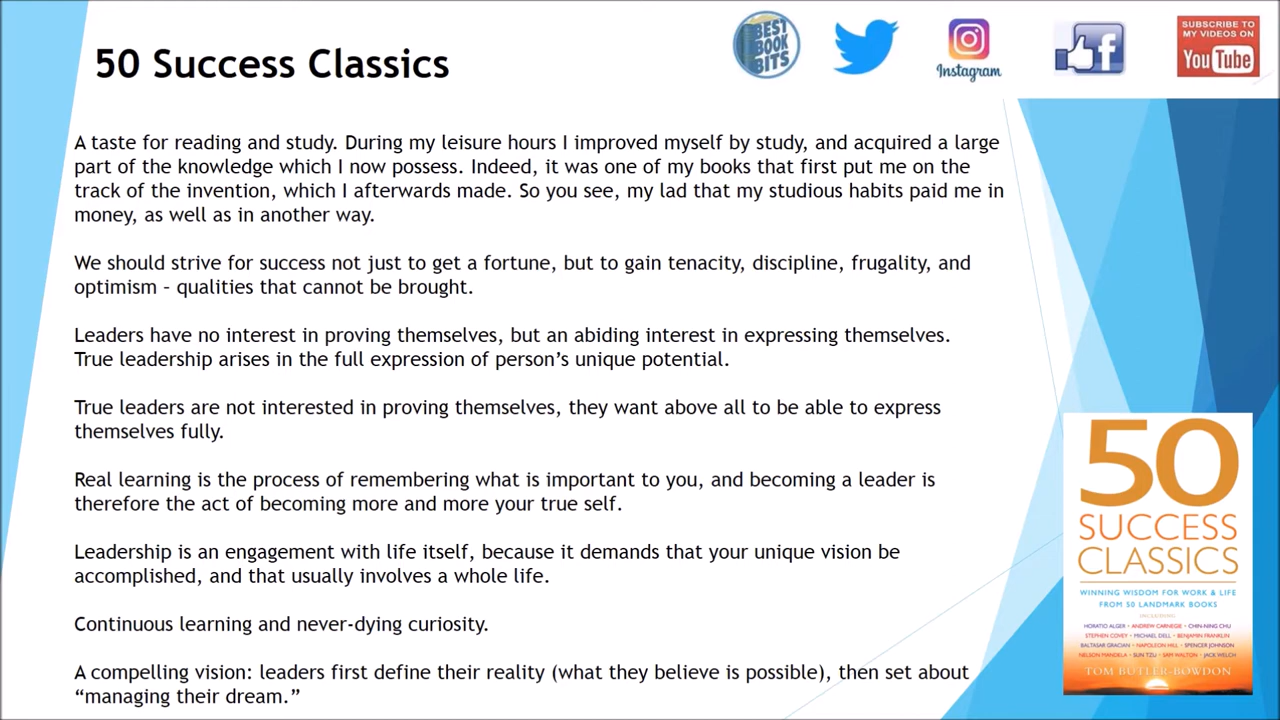 50 Success Classics
BEST
BOOK
BITS
Instagram
f
SUBSCRIBE TO
MY VIDEOS ON
YouTube
A taste for reading and study. During my leisure hours I improved myself by study, and acquired a large
part of the knowledge which I now possess. Indeed, it was one of my books that first put me on the
track of the invention, which I afterwards made. So you see, my lad that my studious habits paid me in
money, as well as in another way.
We should strive for success not just to get a fortune, but to gain tenacity, discipline, frugality, and
optimism – qualities that cannot be brought.
Leaders have no interest in proving themselves, but an abiding interest in expressing themselves.
True leadership arises in the full expression of person’s unique potential.
True leaders are not interested in proving themselves, they want above all to be able to express
themselves fully.
Real learning is the process of remembering what is important to you, and becoming a leader is
therefore the act of becoming more and more your true self.
Leadership is an engagement with life itself, because it demands that your unique vision be
accomplished, and that usually involves a whole life.
Continuous learning and never-dying curiosity.
A compelling vision: leaders first define their reality (what they believe is possible), then set about
“managing their dream.”
50
SUCCESS
CLASSICS
WINNING WISDOM FOR WORK & LIFE
FROM 50 LANDMARK BOOKS
INCLUDING
HORATIO ALGER • ANDREW CARNEGIE • CHIN-NING CHU
STEPHEN COVEY • MICHAEL DELL • BENJAMIN FRANKLIN
BALTASAR GRACIAN • NAPOLEON HILL • SPENCER JOHNSON
NELSON MANDELA • SUN TZU • SAM WALTON • JACK WELCH
TOM BUTLER-BOWDON